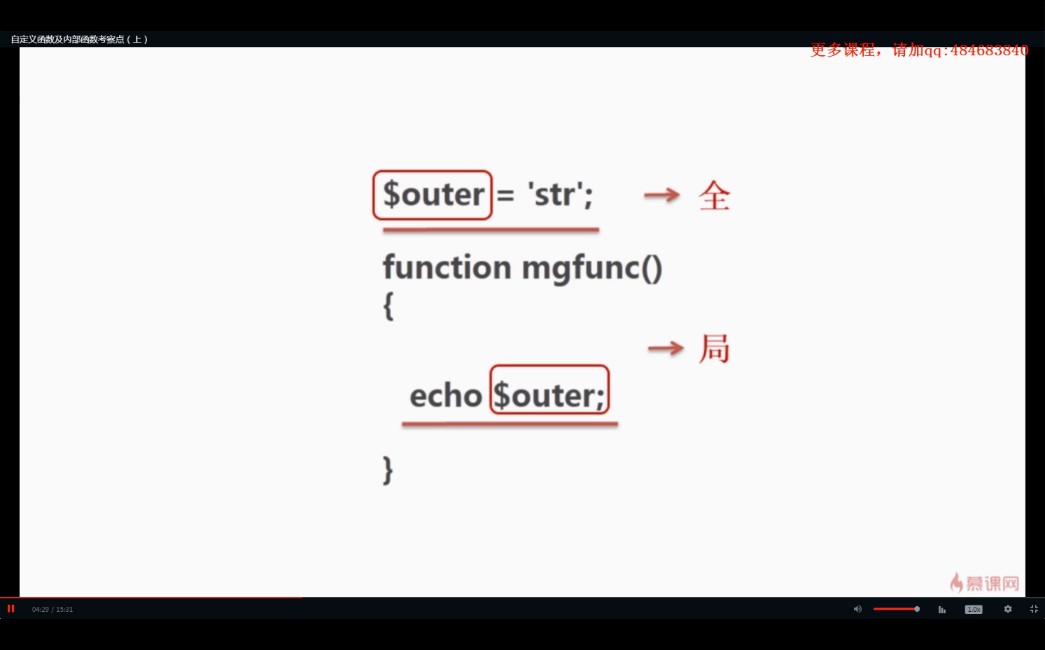 自定义函数及内部函数考察点（上）
更多课程，请加qq:484683840
$outer = 'str'; → 全
function mgfunc()
{
→ 局
echo $outer;
}
慕课网
04:29 / 15:31
1.0x